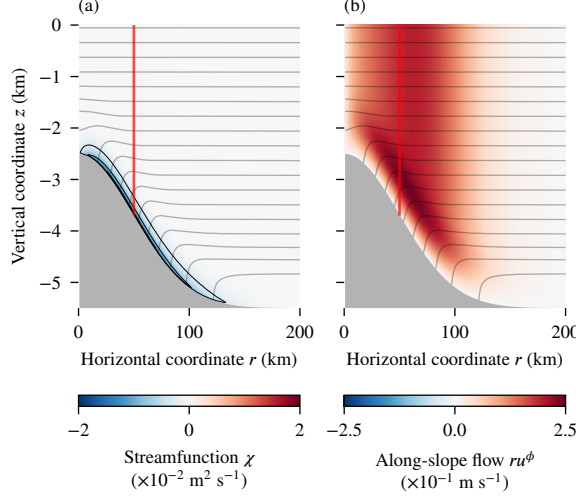 (a)
(b)
0
−1
−2
−3
−4
−5
Vertical coordinate z (km)
0
100
200
0
100
200
Horizontal coordinate r (km)
Horizontal coordinate r (km)
−2
0
2
−2.5
0.0
2.5
Streamfunction χ
(×10⁻² m² s⁻¹)
Along-slope flow ruᵠ
(×10⁻¹ m s⁻¹)